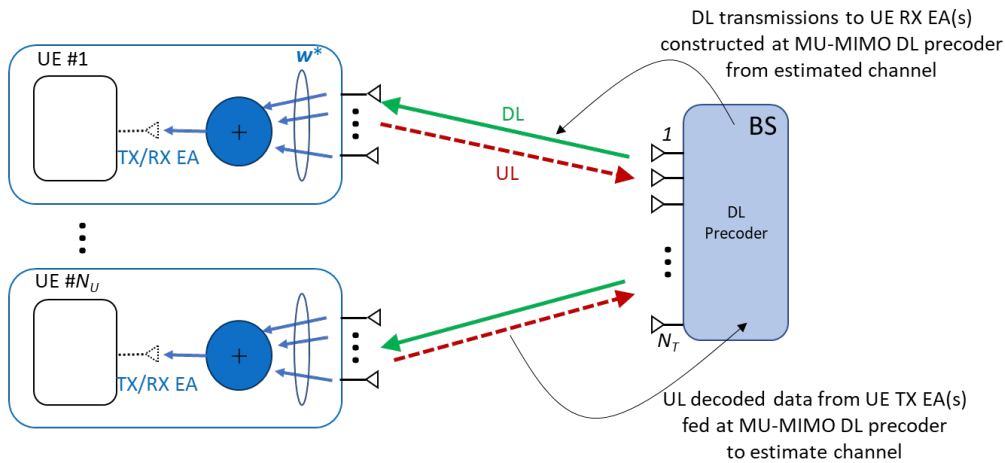 DL transmissions to UE RX EA(s)
constructed at MU-MIMO DL precoder
from estimated channel
UE #1
w*
+
TX/RX EA
DL
UL
1
BS
DL
Precoder
N_T
UE #N_U
+
TX/RX EA
UL decoded data from UE TX EA(s)
fed at MU-MIMO DL precoder
to estimate channel